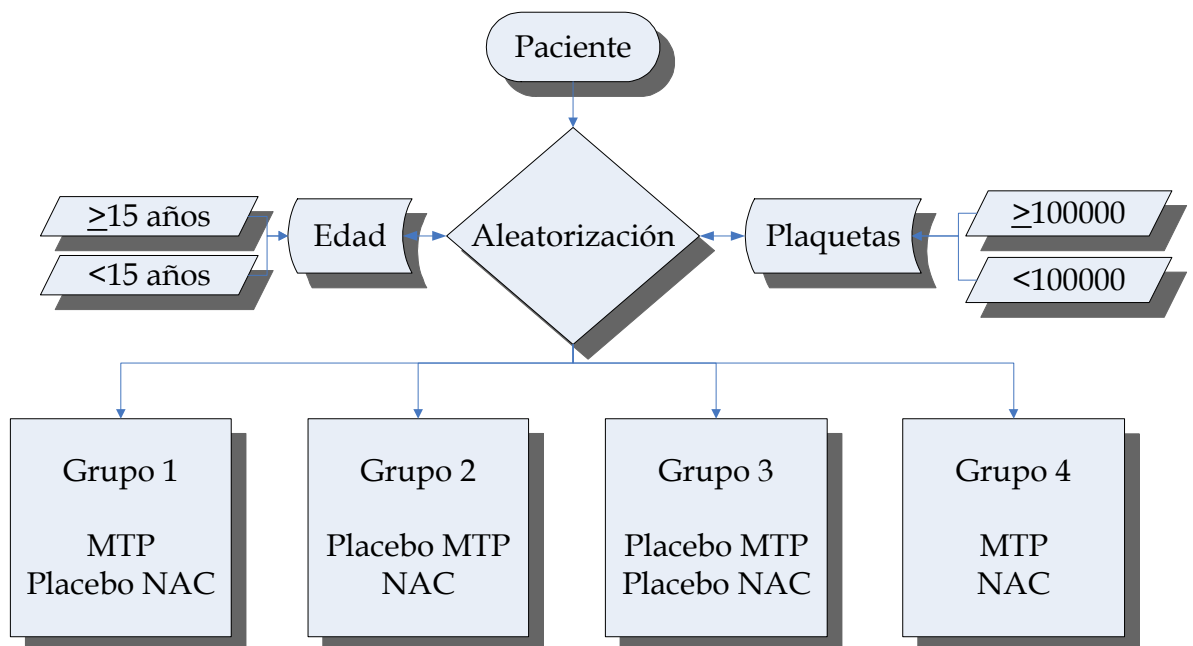 Paciente
≥15 años
<15 años
Edad
Aleatorización
Plaquetas
≥100000
<100000
Grupo 1
MTP
Placebo NAC
Grupo 2
Placebo MTP
NAC
Grupo 3
Placebo MTP
Placebo NAC
Grupo 4
MTP
NAC